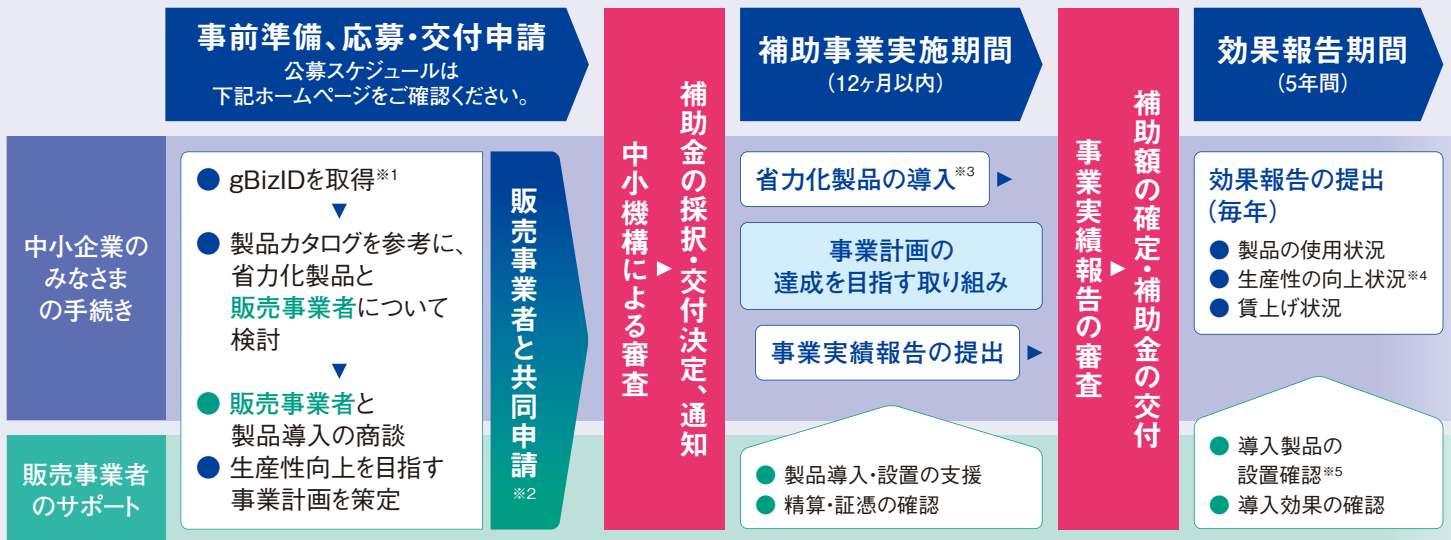 事前準備、応募・交付申請
公募スケジュールは
下記ホームページをご確認ください。
中小企業の
みなさま
の手続き
販売事業者
のサポート
● gBizIDを取得※1
▼
● 製品カタログを参考に、
省力化製品と
販売事業者について
検討
▼
● 販売事業者と
製品導入の商談
● 生産性向上を目指す
事業計画を策定
販売事業者と共同申請※2
中小機構による審査
▶
補助金の採択・交付決定、通知
補助事業実施期間
(12ヶ月以内)
省力化製品の導入※3 ▶
事業計画の
達成を目指す取り組み
事業実績報告の提出 ▶
● 製品導入・設置の支援
● 精算・証憑の確認
事業実績報告の審査
▶
補助額の確定・補助金の交付
効果報告期間
(5年間)
効果報告の提出
(毎年)
● 製品の使用状況
● 生産性の向上状況※4
● 賃上げ状況
● 導入製品の
設置確認※5
● 導入効果の確認